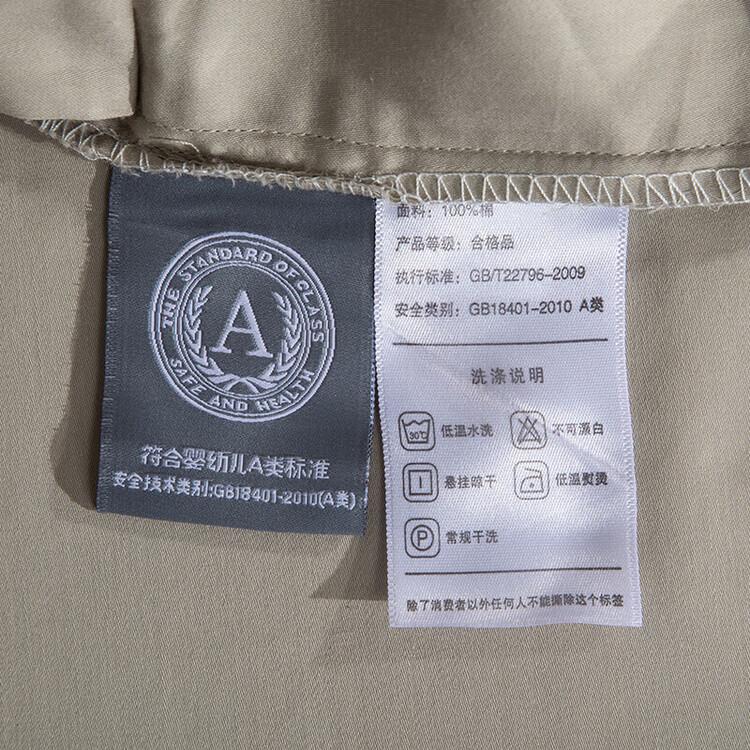 THE STANDARD OF CLASS
A
SAFE AND HEALTH
符合婴幼儿A类标准
安全技术类别:GB18401-2010(A类)
面料：100%棉
产品等级：合格品
执行标准：GB/T22796-2009
安全类别：GB18401-2010 A类
洗涤说明
30℃ 低温水洗 不可源白
悬挂晾干 低温熨烫
P 常规干洗
除了消费者以外任何人不能撕除这个标签